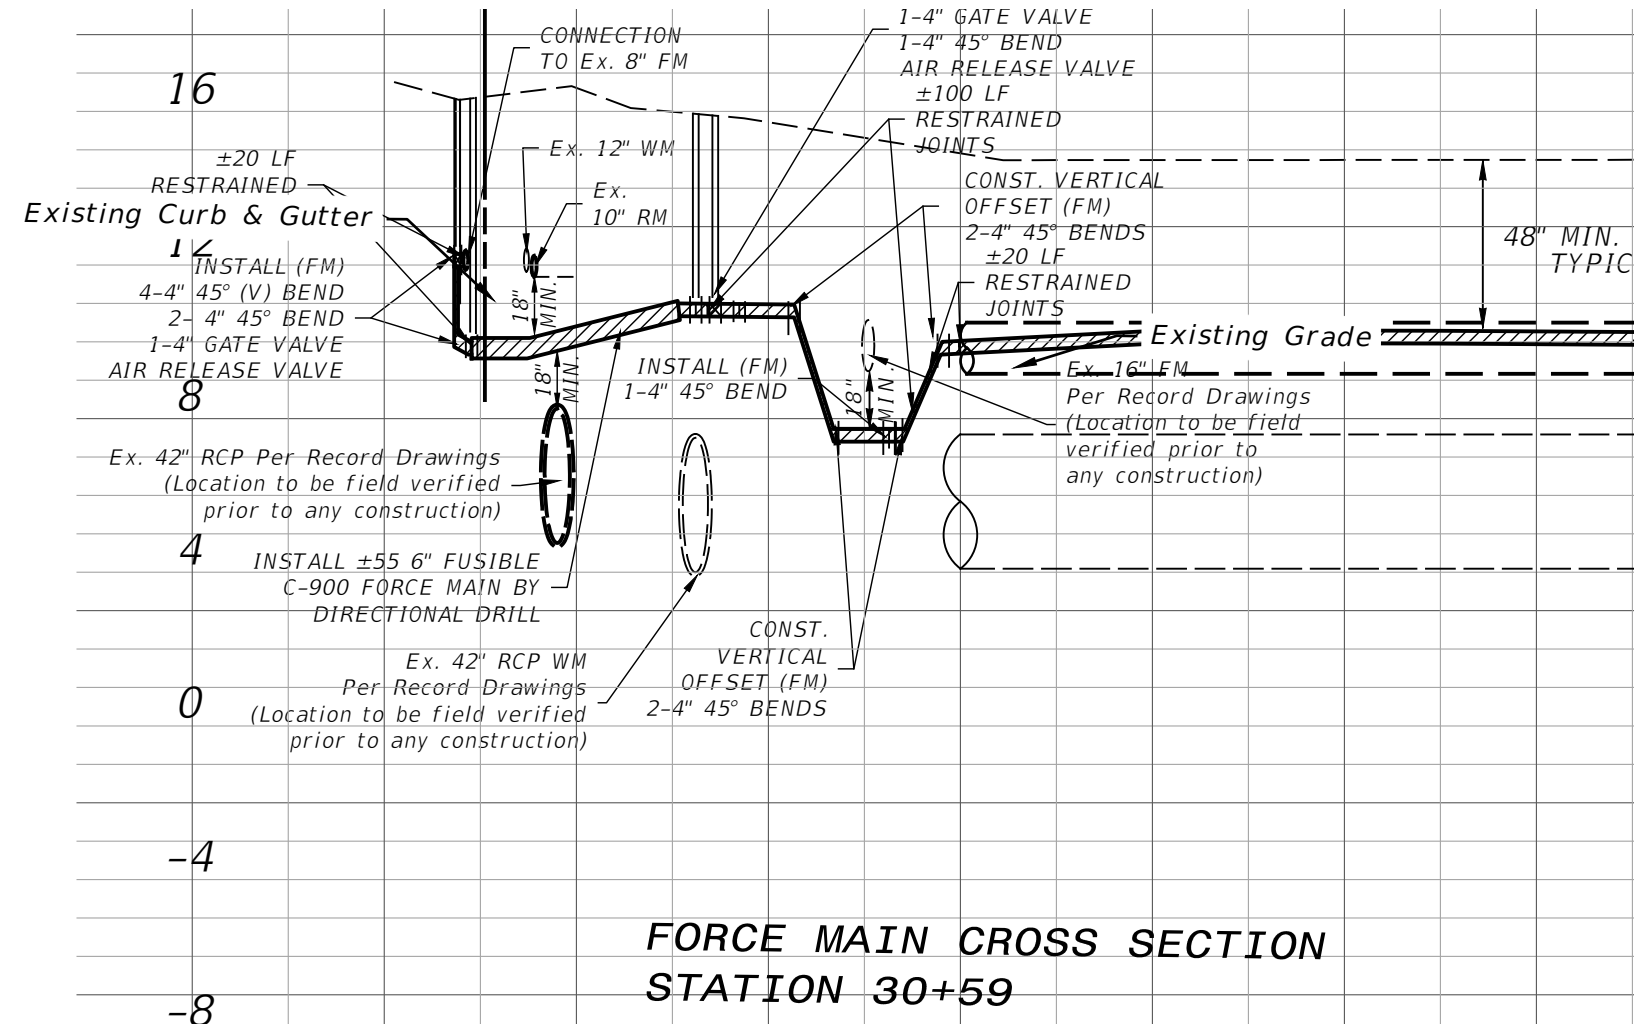 CONNECTION
TO Ex. 8" FM
1-4" GATE VALVE
1-4" 45° BEND
AIR RELEASE VALVE
±100 LF
RESTRAINED
JOINTS
16
±20 LF
RESTRAINED
Existing Curb & Gutter
12
Ex. 12" WM
Ex.
10" RM
CONST. VERTICAL
OFFSET (FM)
2-4" 45° BENDS
±20 LF
RESTRAINED
JOINTS
48" MIN.
TYPIC
INSTALL (FM)
4-4" 45° (V) BEND
2- 4" 45° BEND
1-4" GATE VALVE
AIR RELEASE VALVE
18"
MIN.
18"
MIN.
INSTALL (FM)
1-4" 45° BEND
18"
MIN.
Existing Grade
8
Ex. 16" FM
Per Record Drawings
(Location to be field
verified prior to
any construction)
Ex. 42" RCP Per Record Drawings
(Location to be field verified
prior to any construction)
4
INSTALL ±55 6" FUSIBLE
C-900 FORCE MAIN BY
DIRECTIONAL DRILL
Ex. 42" RCP WM
Per Record Drawings
(Location to be field verified
prior to any construction)
CONST.
VERTICAL
OFFSET (FM)
2-4" 45° BENDS
0
-4
FORCE MAIN CROSS SECTION
STATION 30+59
-8